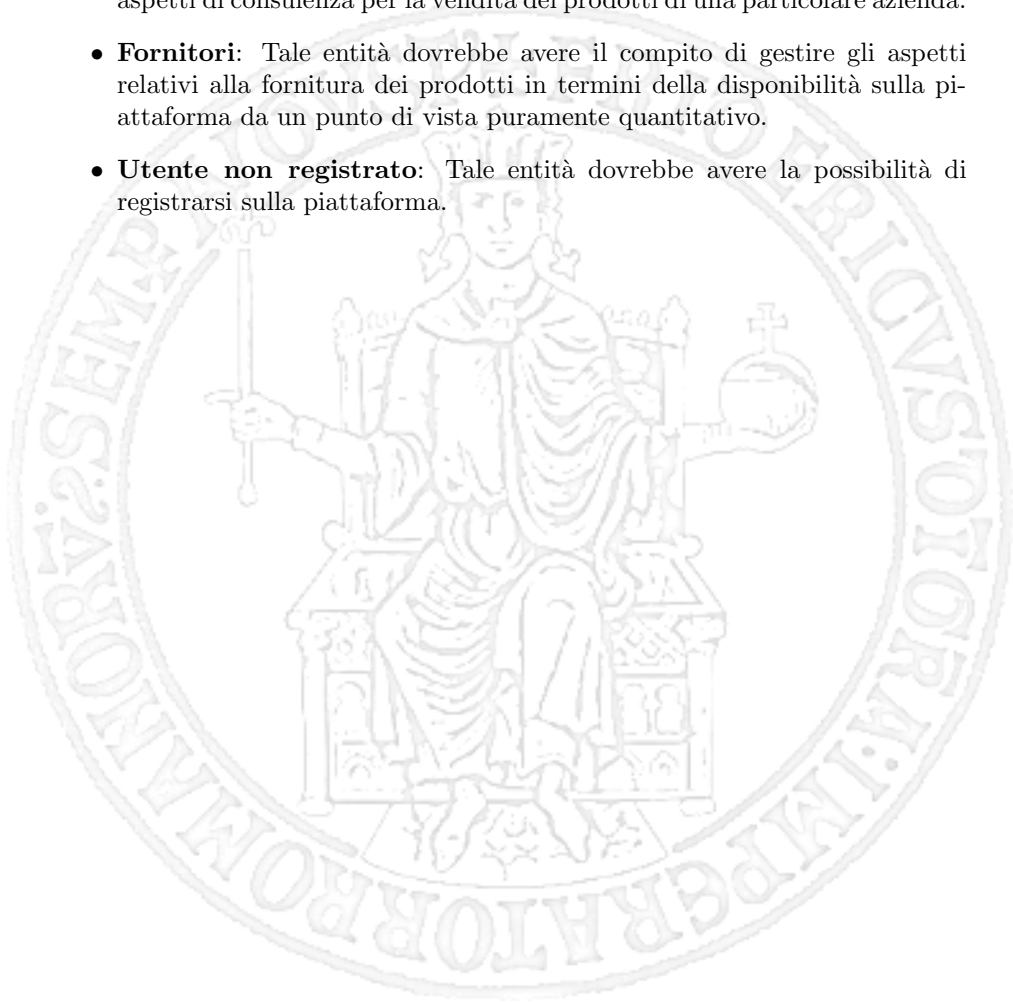 aspetti di consulenza per la vendita dei prodotti di una particolare azienda.
• Fornitori: Tale entità dovrebbe avere il compito di gestire gli aspetti
relativi alla fornitura dei prodotti in termini della disponibilità sulla pi-
attaforma da un punto di vista puramente quantitativo.
• Utente non registrato: Tale entità dovrebbe avere la possibilità di
registrarsi sulla piattaforma.